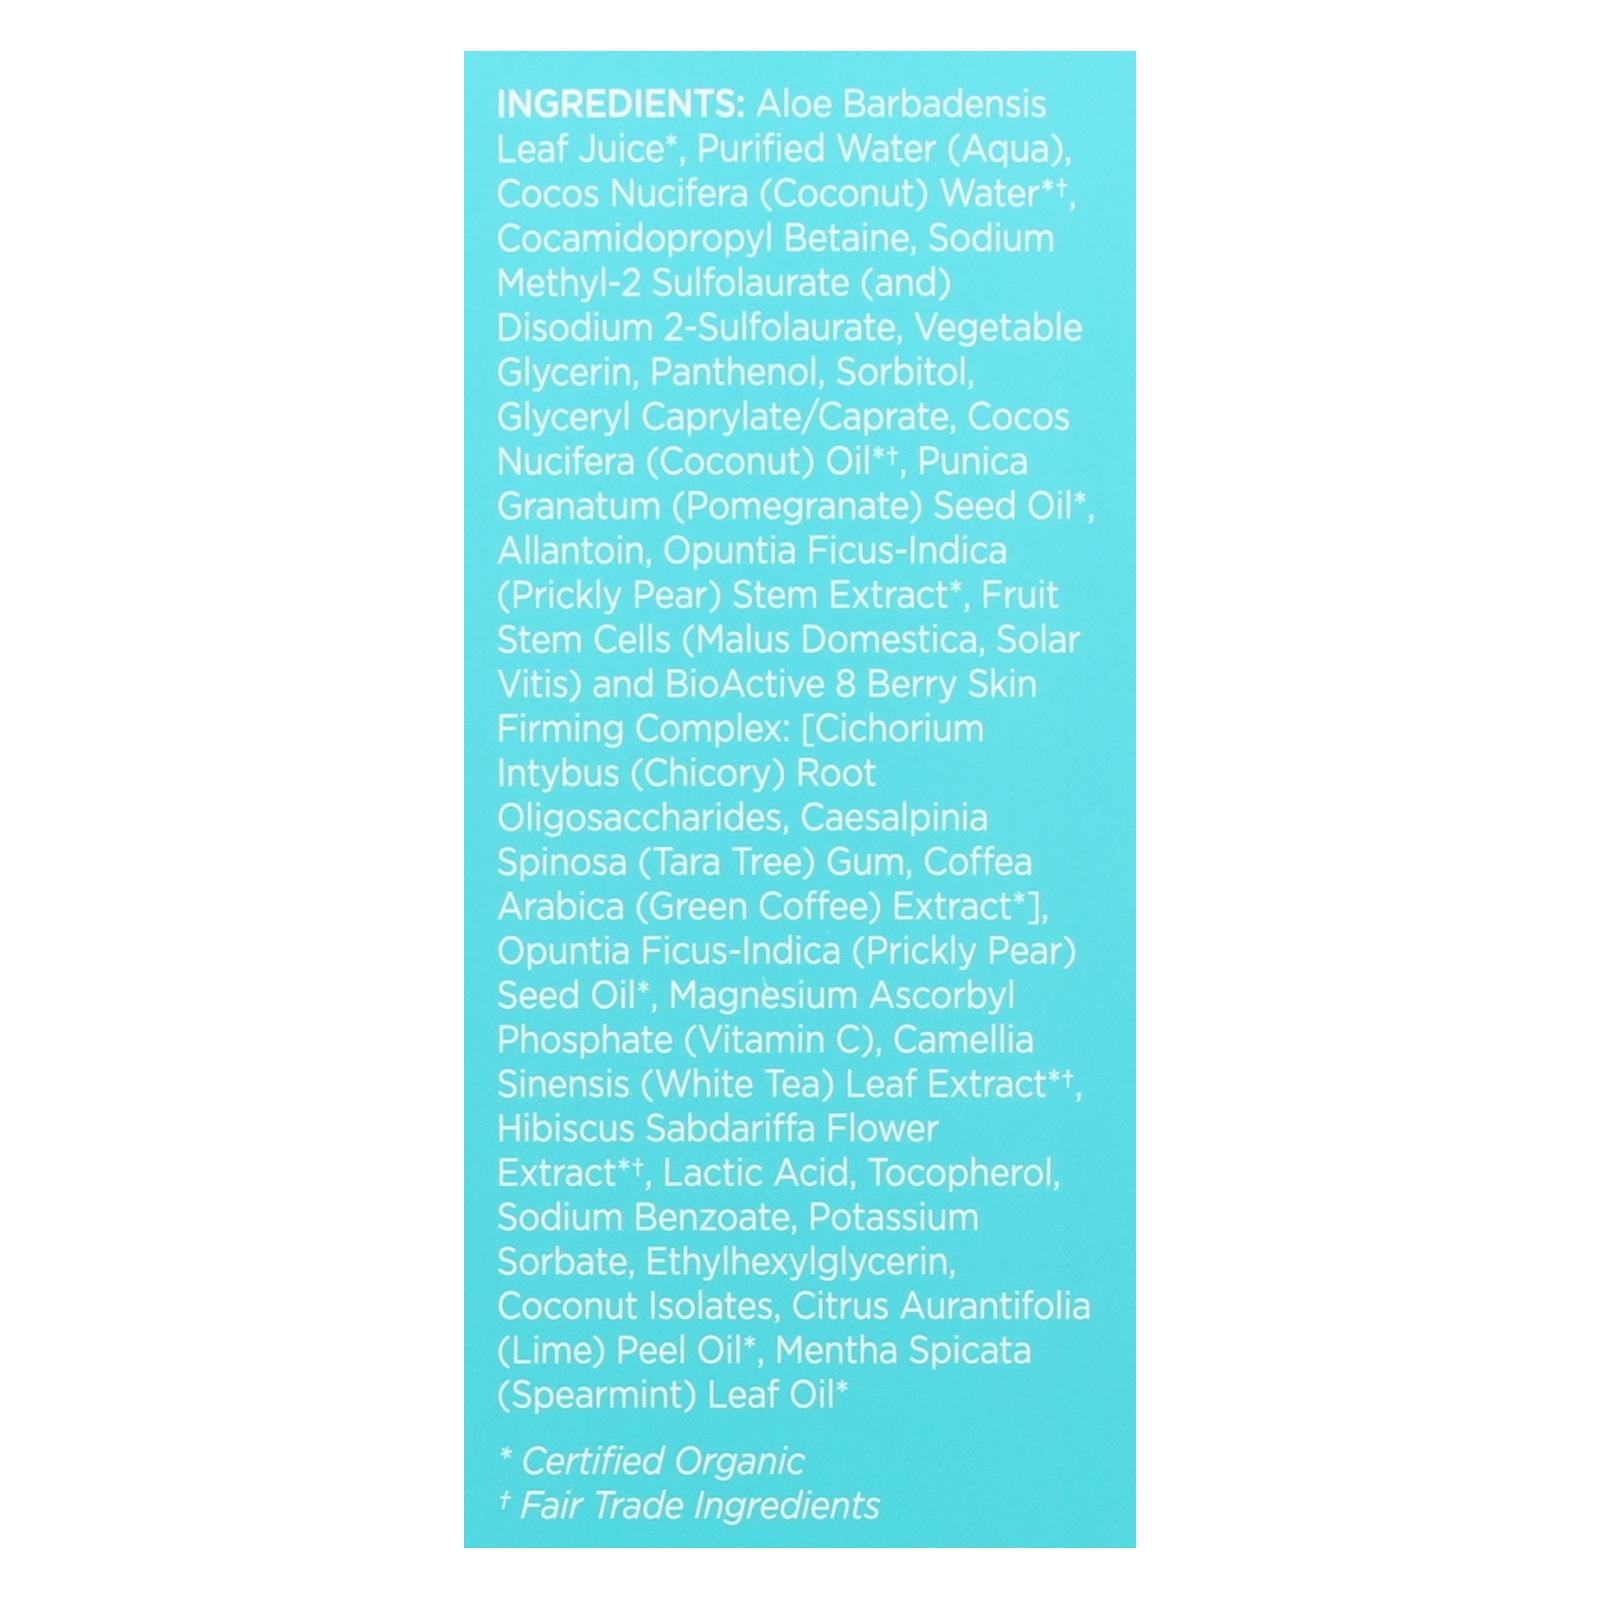 INGREDIENTS: Aloe Barbadensis
Leaf Juice*, Purified Water (Aqua),
Cocos Nucifera (Coconut) Water*†,
Cocamidopropyl Betaine, Sodium
Methyl-2 Sulfolaurate (and)
Disodium 2-Sulfolaurate, Vegetable
Glycerin, Panthenol, Sorbitol,
Glyceryl Caprylate/Caprate, Cocos
Nucifera (Coconut) Oil*†, Punica
Granatum (Pomegranate) Seed Oil*,
Allantoin, Opuntia Ficus-Indica
(Prickly Pear) Stem Extract*, Fruit
Stem Cells (Malus Domestica, Solar
Vitis) and BioActive 8 Berry Skin
Firming Complex: [Cichorium
Intybus (Chicory) Root
Oligosaccharides, Caesalpinia
Spinosa (Tara Tree) Gum, Coffea
Arabica (Green Coffee) Extract*],
Opuntia Ficus-Indica (Prickly Pear)
Seed Oil*, Magnesium Ascorbyl
Phosphate (Vitamin C), Camellia
Sinensis (White Tea) Leaf Extract*†,
Hibiscus Sabdariffa Flower
Extract*†, Lactic Acid, Tocopherol,
Sodium Benzoate, Potassium
Sorbate, Ethylhexylglycerin,
Coconut Isolates, Citrus Aurantifolia
(Lime) Peel Oil*, Mentha Spicata
(Spearmint) Leaf Oil*
* Certified Organic
† Fair Trade Ingredients